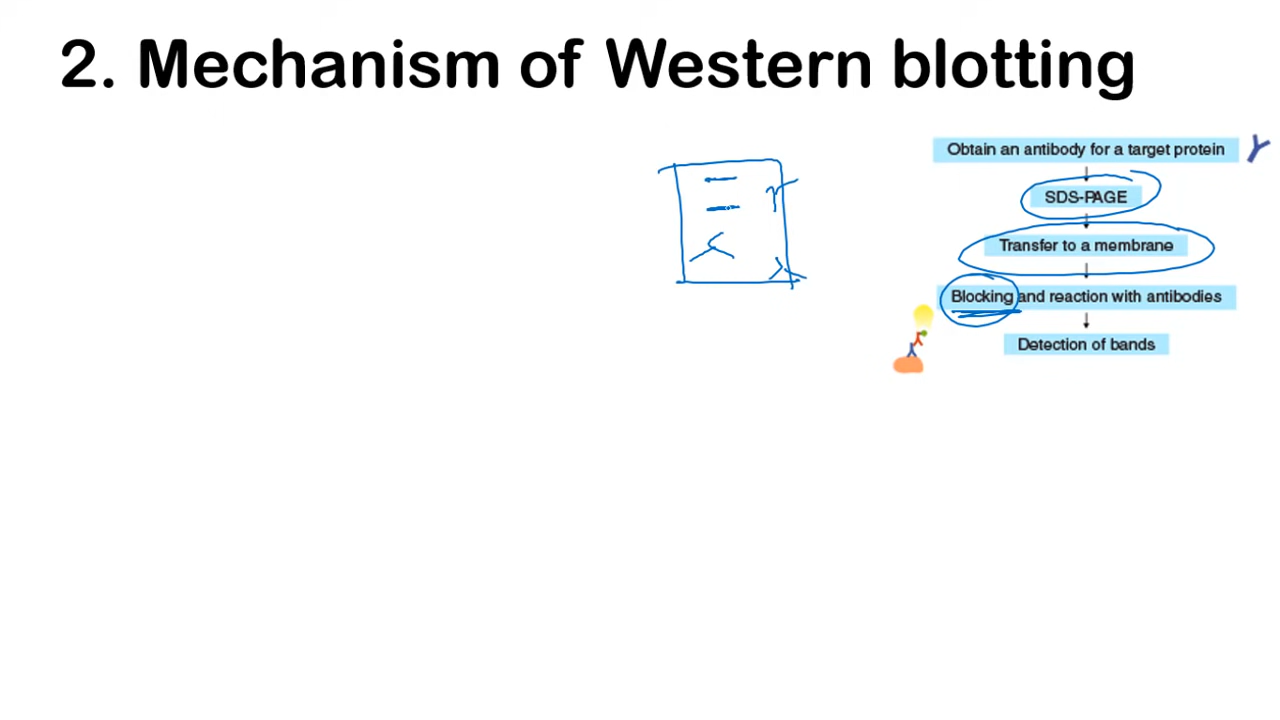 2. Mechanism of Western blotting
Obtain an antibody for a target protein
SDS-PAGE
Transfer to a membrane
Blocking and reaction with antibodies
Detection of bands